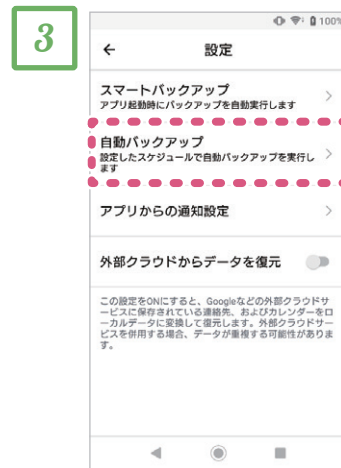 3
100%
設定
スマートバックアップ
アプリ起動時にバックアップを自動実行します
自動バックアップ
設定したスケジュールで自動バックアップを実行し
ます
アプリからの通知設定
外部クラウドからデータを復元
この設定をONにすると、Googleなどの外部クラウドサ
ービスに保存されている連絡先、およびカレンダーをロ
ーカルデータに変換して復元します。外部クラウドサー
ビスを併用する場合、データが重複する可能性がありま
す。